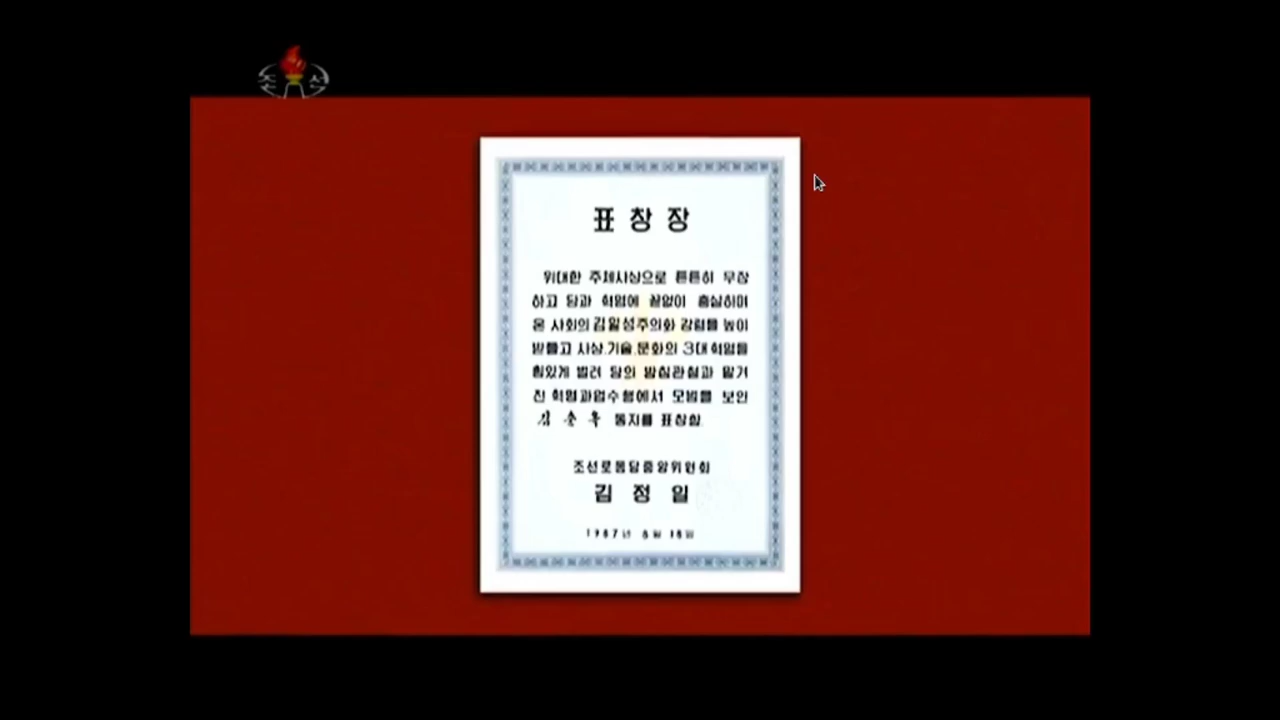 조선
표창장
위대한 주체사상으로 튼튼히 무장
하고 당과 혁명에 끝없이 충실하며
온 사회의 김일성주의화 강령을 높이
받들고 사상, 기술, 문화의 3대혁명을
힘있게 벌려 당의 방침관철과 맡겨
진 혁명과업수행에서 모범을 보인
동지를 표창함.
조선로동당중앙위원회
김정일